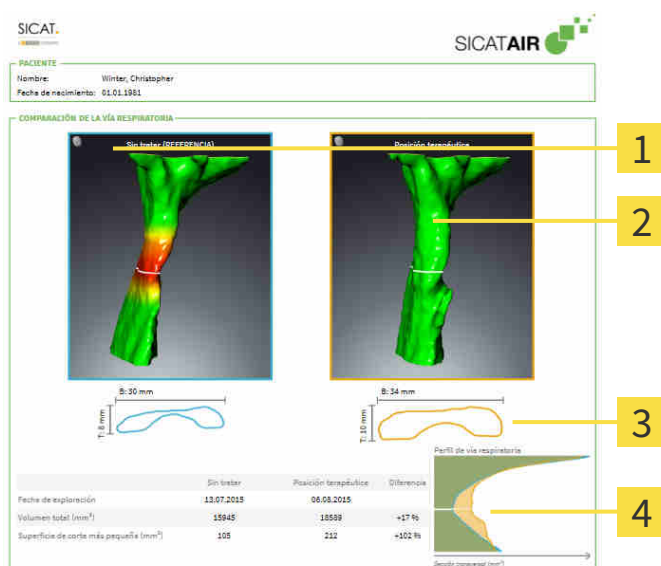 SICAT.
SICATAIR
PACIENTE
Nombre: Winter, Christopher
Fecha de nacimiento: 01.01.1981
COMPARACIÓN DE LA VÍA RESPIRATORIA
Sin tratar (REFERENCIA)
Posición terapéutica
1
2
B: 30 mm
T: 8 mm
B: 34 mm
T: 10 mm
3
Perfil de vía respiratoria
Sin tratar Posición terapéutica Diferencia
Fecha de exploración 13.07.2015 06.08.2015
Volumen total (mm³) 15945 18589 +17 %
Superficie de corte más pequeña (mm²) 105 212 +102 %
4
Sección transversal (mm²)